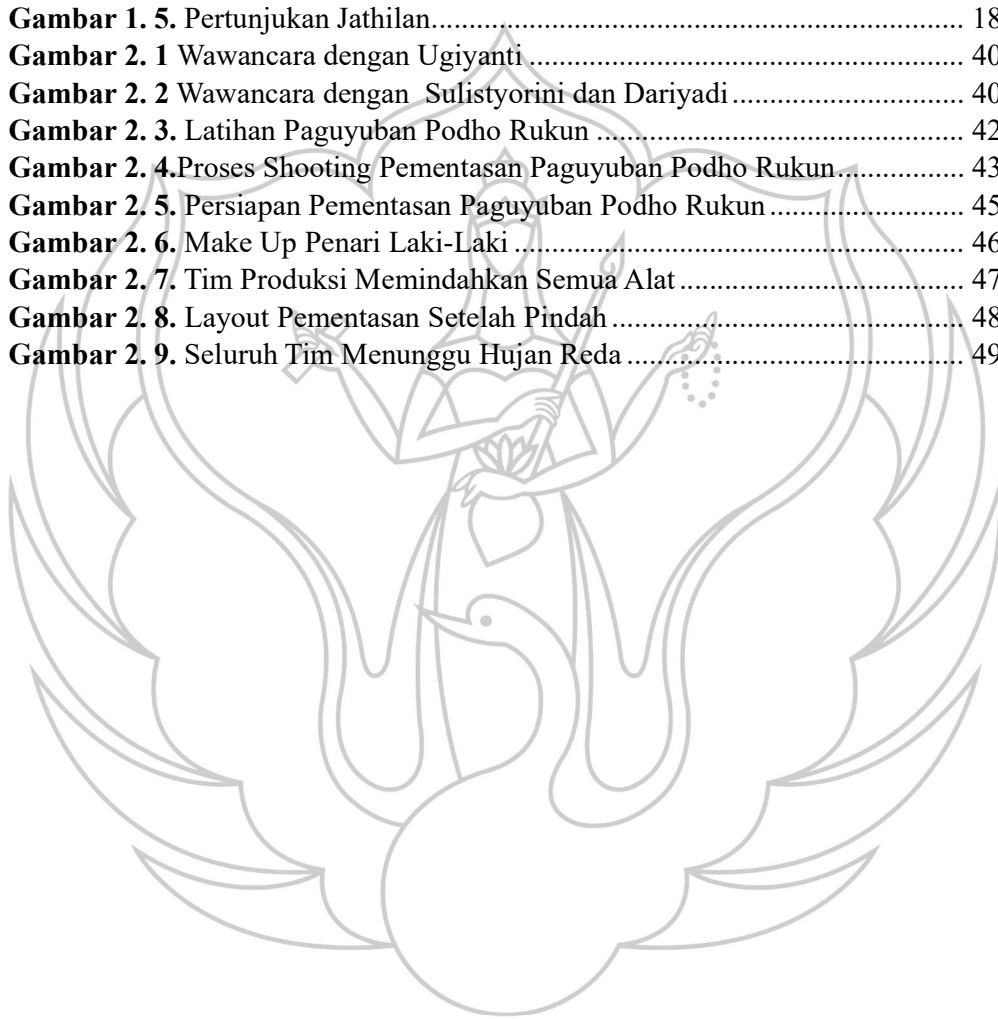 Gambar 1. 5. Pertunjukan Jathilan.................................................................................. 18
Gambar 2. 1 Wawancara dengan Ugiyanti ................................................................... 40
Gambar 2. 2 Wawancara dengan  Sulistyorini dan Dariyadi ................................... 40
Gambar 2. 3. Latihan Paguyuban Podho Rukun ....................................................... 42
Gambar 2. 4.Proses Shooting Pementasan Paguyuban Podho Rukun................... 43
Gambar 2. 5. Persiapan Pementasan Paguyuban Podho Rukun ............................. 45
Gambar 2. 6. Make Up Penari Laki-Laki .................................................................... 46
Gambar 2. 7. Tim Produksi Memindahkan Semua Alat ........................................... 47
Gambar 2. 8. Layout Pementasan Setelah Pindah ..................................................... 48
Gambar 2. 9. Seluruh Tim Menunggu Hujan Reda ................................................... 49